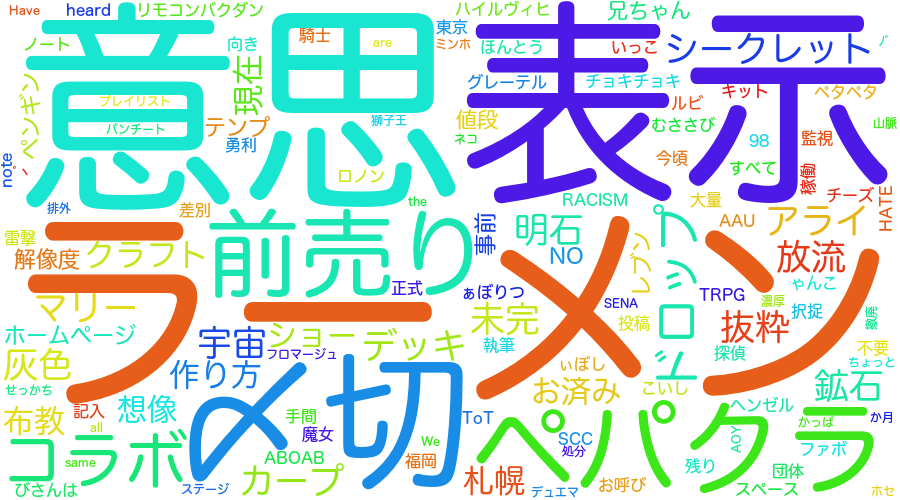 Have
heard
リモコンバクダン
ハイルヴィヒ
兄ちゃん
意思
表示
ノート
向き
騎士
are
東京
ミンホ
ほんとう
いっこ
シークレット
ペンギン
現在
グレーテル
チョキチョキ
ルビ
キット
ペタペタ
プレイリスト
パンチート
テンプ
獅子王
値段
むささび
98
監視
山脈
勇利
ネコ
note
ロノン
今頃
すべて
稼働
チーズ
排外
差別
the
RACISM
大量
HATE
雷撃
前売り
事前
明石
AAU
アライ
解像度
クラフト
NO
レブン
ドロップ
放流
ラーメン
正式
ぁぼりつ
SENA
TRPG
濃厚
ゃんこ
マリー
投稿
抜粋
択捉
ホームページ
宇宙
ショー
デッキ
未完
執筆
探偵
不要
灰色
フロマージュ
ぃぼし
ちょっと
せっかち
作り方
〆切
お済み
こいし
鉱石
布教
記入
想像
手間
ToT
ペパクラ
ヘンゼル
かっぱ
か月
all
魔女
We
SCC
処分
AOY
ファボ
コラボ
same
ABOAB
福岡
残り
団体
びさんは
カープ
札幌
お呼び
スペース
ステージ
デュエマ
ホセ